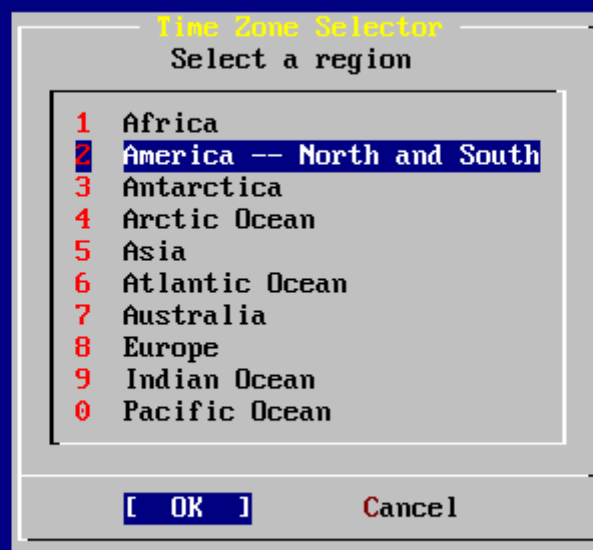 Time Zone Selector
Select a region
1 Africa
2 America -- North and South
3 Antarctica
4 Arctic Ocean
5 Asia
6 Atlantic Ocean
7 Australia
8 Europe
9 Indian Ocean
0 Pacific Ocean
[ OK ] Cancel